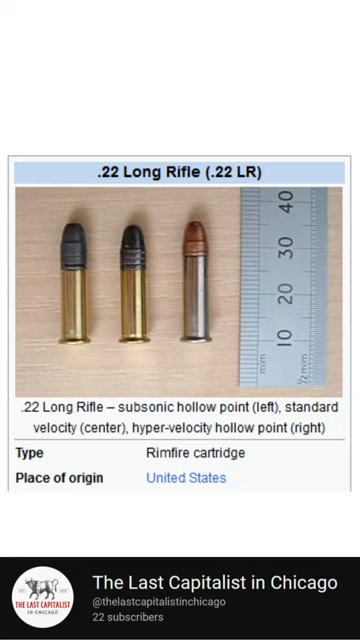 .22 Long Rifle (.22 LR)
40
30
20
10
mm
½mm
.22 Long Rifle – subsonic hollow point (left), standard
velocity (center), hyper-velocity hollow point (right)
Type Rimfire cartridge
Place of origin United States
THE LAST CAPITALIST
IN CHICAGO
The Last Capitalist in Chicago
@thelastcapitalistinchicago
22 subscribers